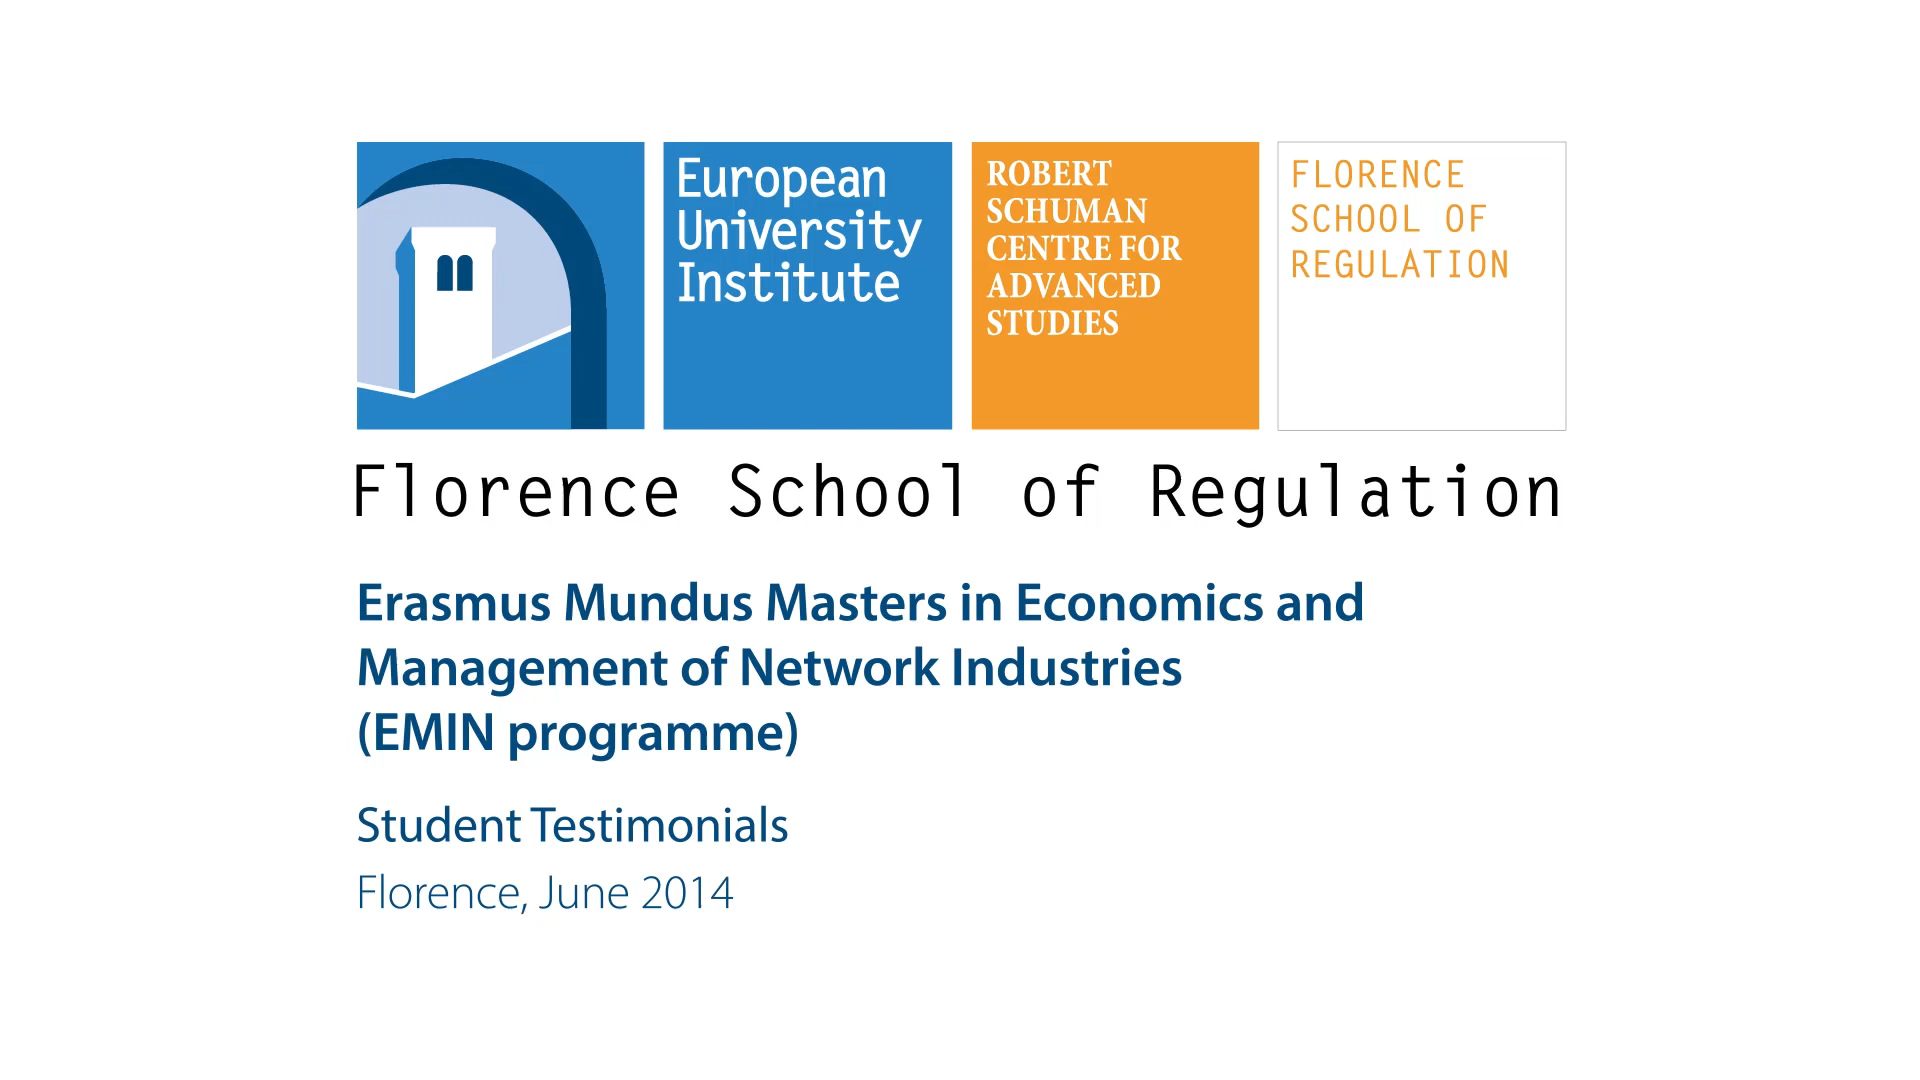 European
University
Institute
ROBERT
SCHUMAN
CENTRE FOR
ADVANCED
STUDIES
FLORENCE
SCHOOL OF
REGULATION
Florence School of Regulation
Erasmus Mundus Masters in Economics and
Management of Network Industries
(EMIN programme)
Student Testimonials
Florence, June 2014